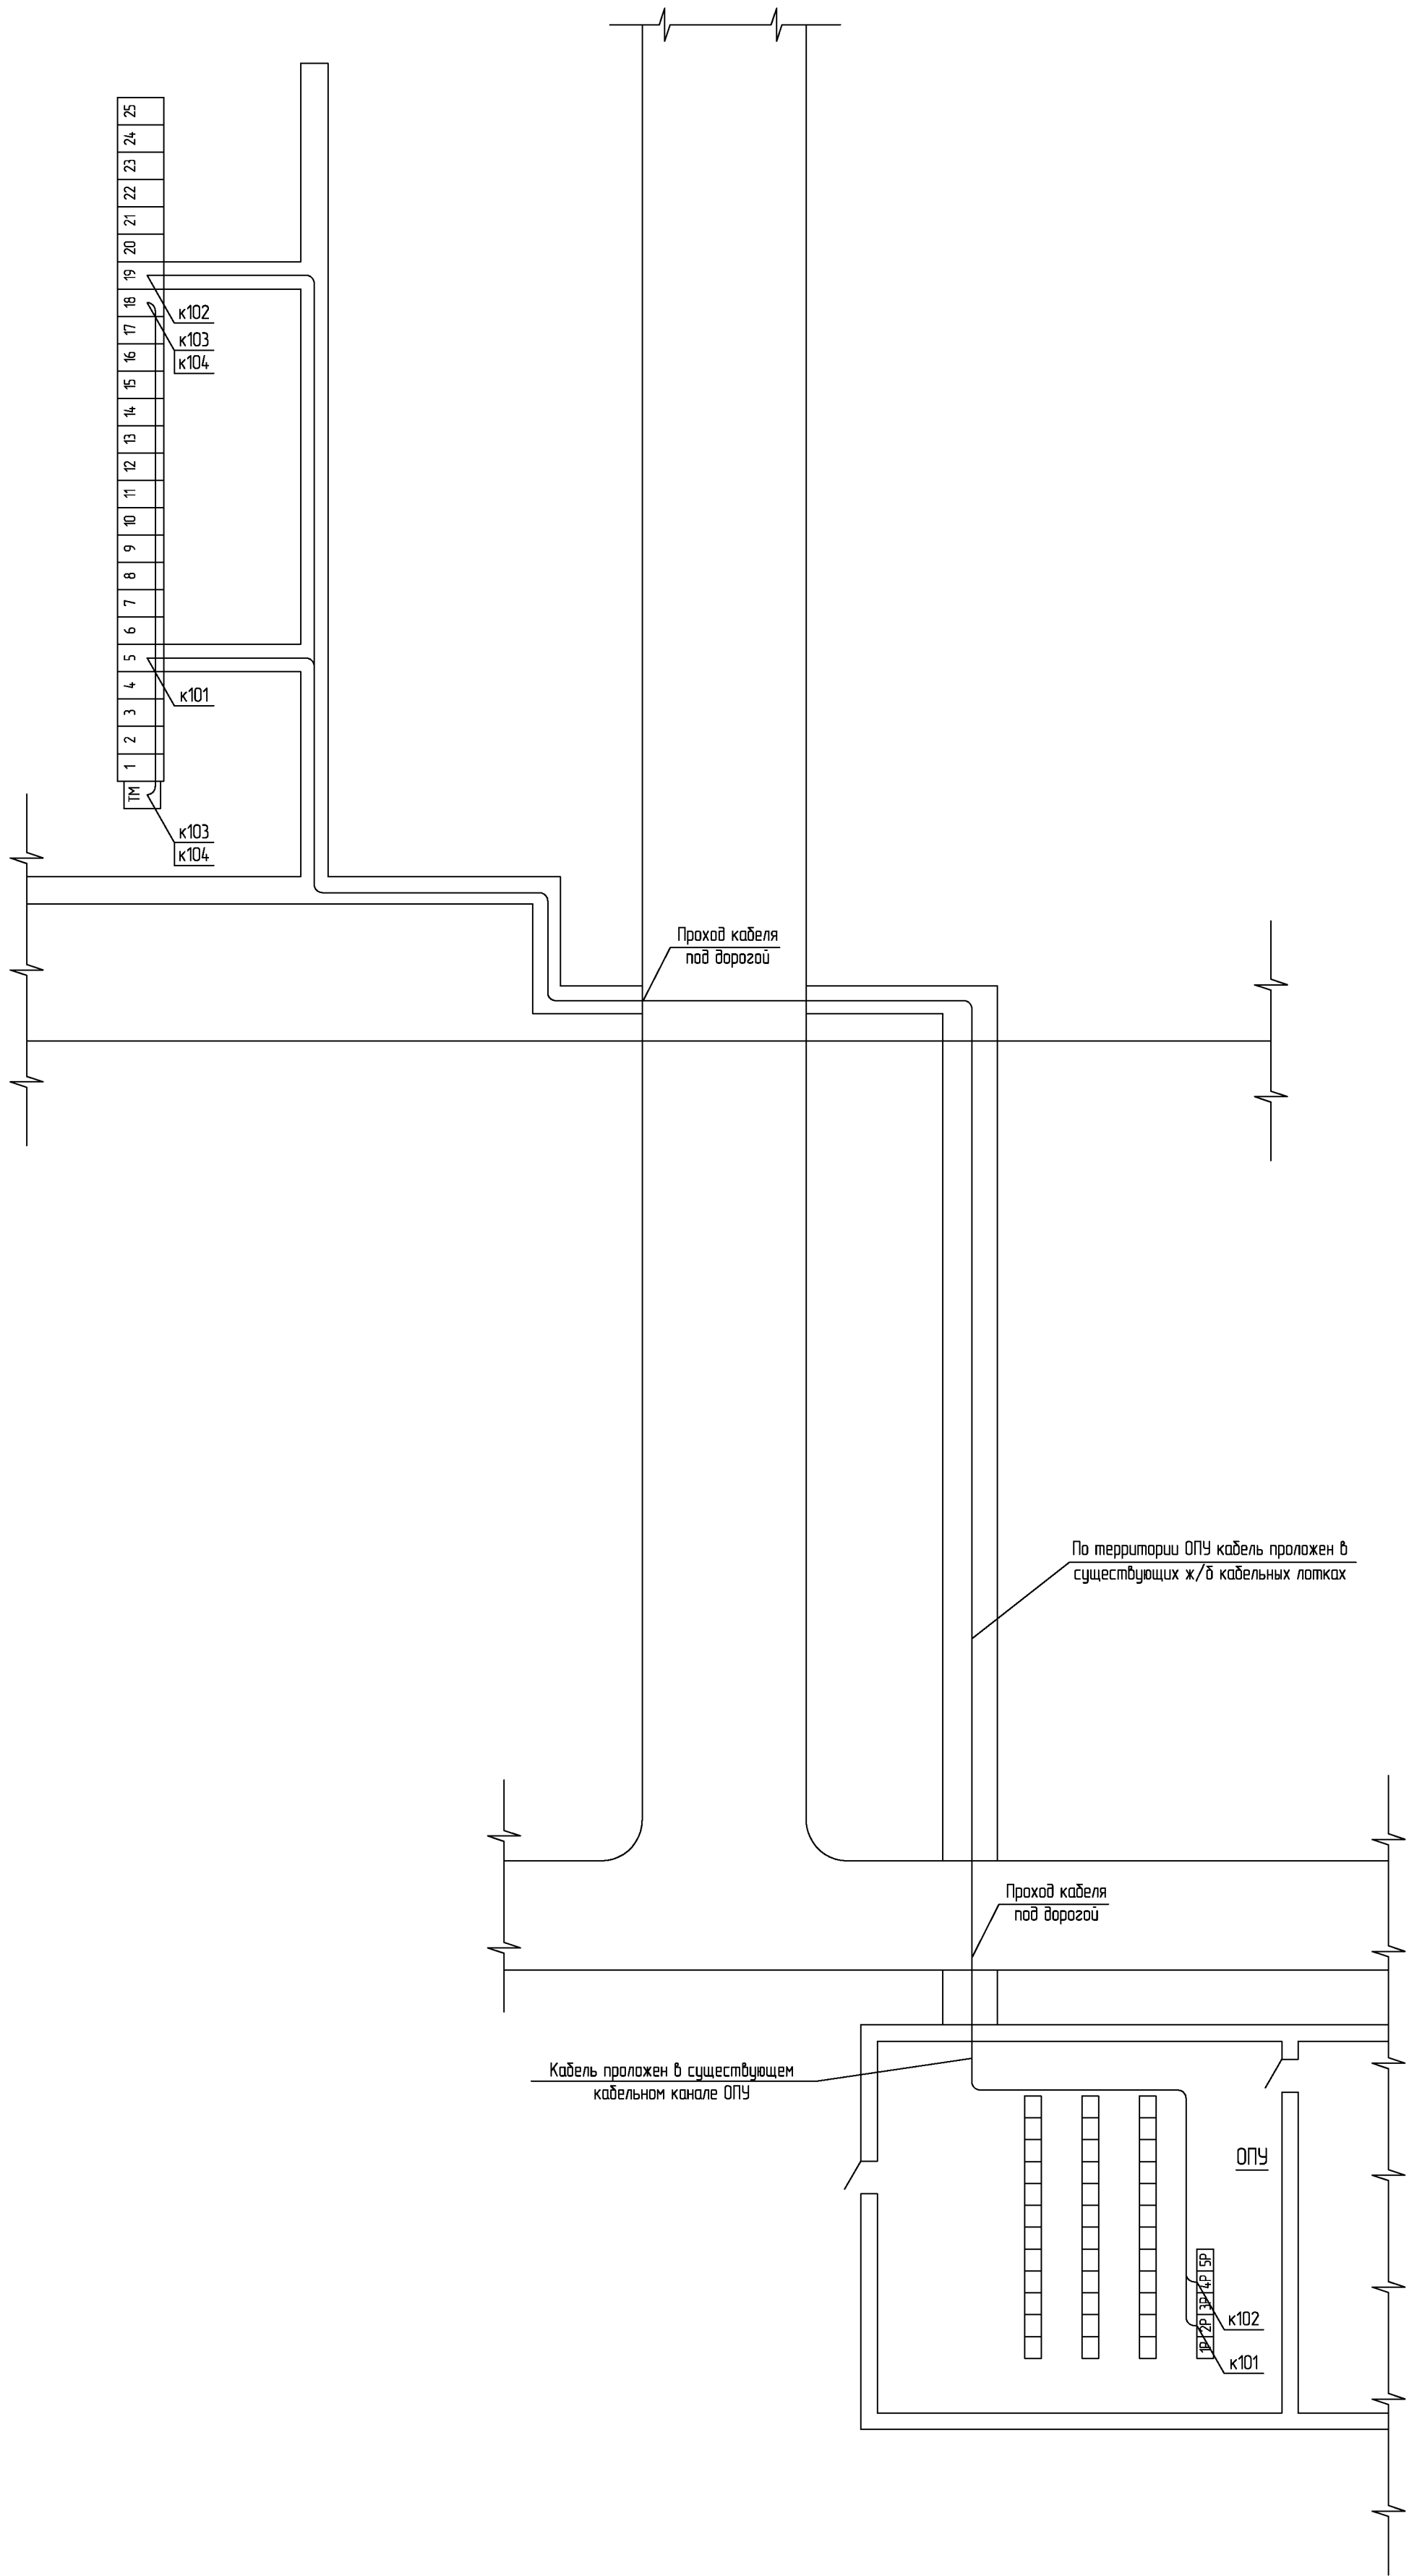 25
24
23
22
21
20
19
18
17
16
15
14
13
12
11
10
9
8
7
6
5
4
3
2
1
ТМ
к102
к103
к104
к101
к103
к104
Проход кабеля
под дорогой
По территории ОПУ кабель проложен в
существующих ж/б кабельных лотках
Проход кабеля
под дорогой
Кабель проложен в существующем
кабельном канале ОПУ
ОПУ
5Р
4Р
3Р
2Р
1Р
к102
к101